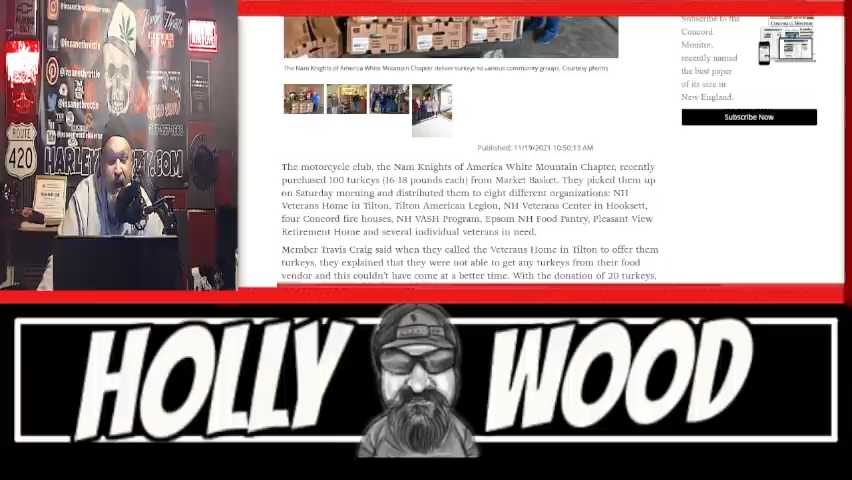 @insanethrottle
ROUTE
420
HARLEY
The Nam Knights of America White Mountain Chapter deliver turkeys to various community groups. Courtesy photos
Published: 11/19/2021 10:50:13 AM
The motorcycle club, the Nam Knights of America White Mountain Chapter, recently
purchased 100 turkeys (16-18 pounds each) from Market Basket. They picked them up
on Saturday morning and distributed them to eight different organizations: NH
Veterans Home in Tilton, Tilton American Legion, NH Veterans Center in Hooksett,
four Concord fire houses, NH VASH Program, Epsom NH Food Pantry, Pleasant View
Retirement Home and several individual veterans in need.
Member Travis Craig said when they called the Veterans Home in Tilton to offer them
turkeys, they explained that they were not able to get any turkeys from their food
vendor and this couldn't have come at a better time. With the donation of 20 turkeys,
Subscribe to the
Concord
Monitor,
recently named
the best paper
of its size in
New England.
Subscribe Now
HOLLY WOOD